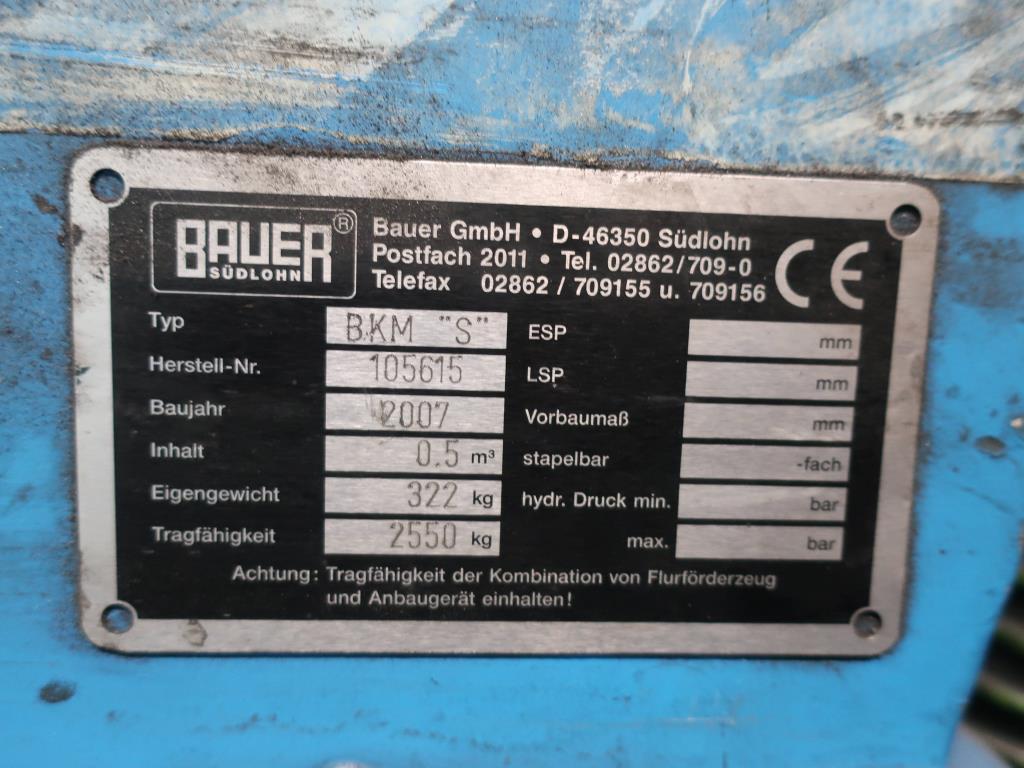 BAUER ®
SÜDLOHN
Bauer GmbH • D-46350 Südlohn
Postfach 2011 • Tel. 02862/709-0
Telefax 02862 / 709155 u. 709156
CE
Typ BKM "S"
Herstell-Nr. 105615
Baujahr 2007
Inhalt 0.5 m³
Eigengewicht 322 kg
Tragfähigkeit 2550 kg
ESP mm
LSP mm
Vorbaumaß mm
stapelbar -fach
hydr. Druck min. bar
max. bar
Achtung: Tragfähigkeit der Kombination von Flurförderzeug
und Anbaugerät einhalten!